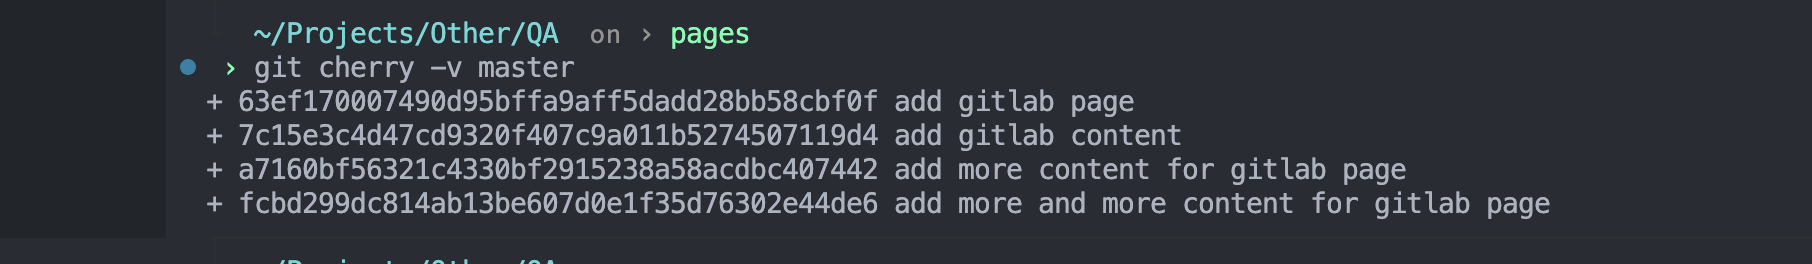 ~/Projects/Other/QA on › pages
› git cherry -v master
+ 63ef170007490d95bffa9aff5dadd28bb58cbf0f add gitlab page
+ 7c15e3c4d47cd9320f407c9a011b5274507119d4 add gitlab content
+ a7160bf56321c4330bf2915238a58acdbc407442 add more content for gitlab page
+ fcbd299dc814ab13be607d0e1f35d76302e44de6 add more and more content for gitlab page